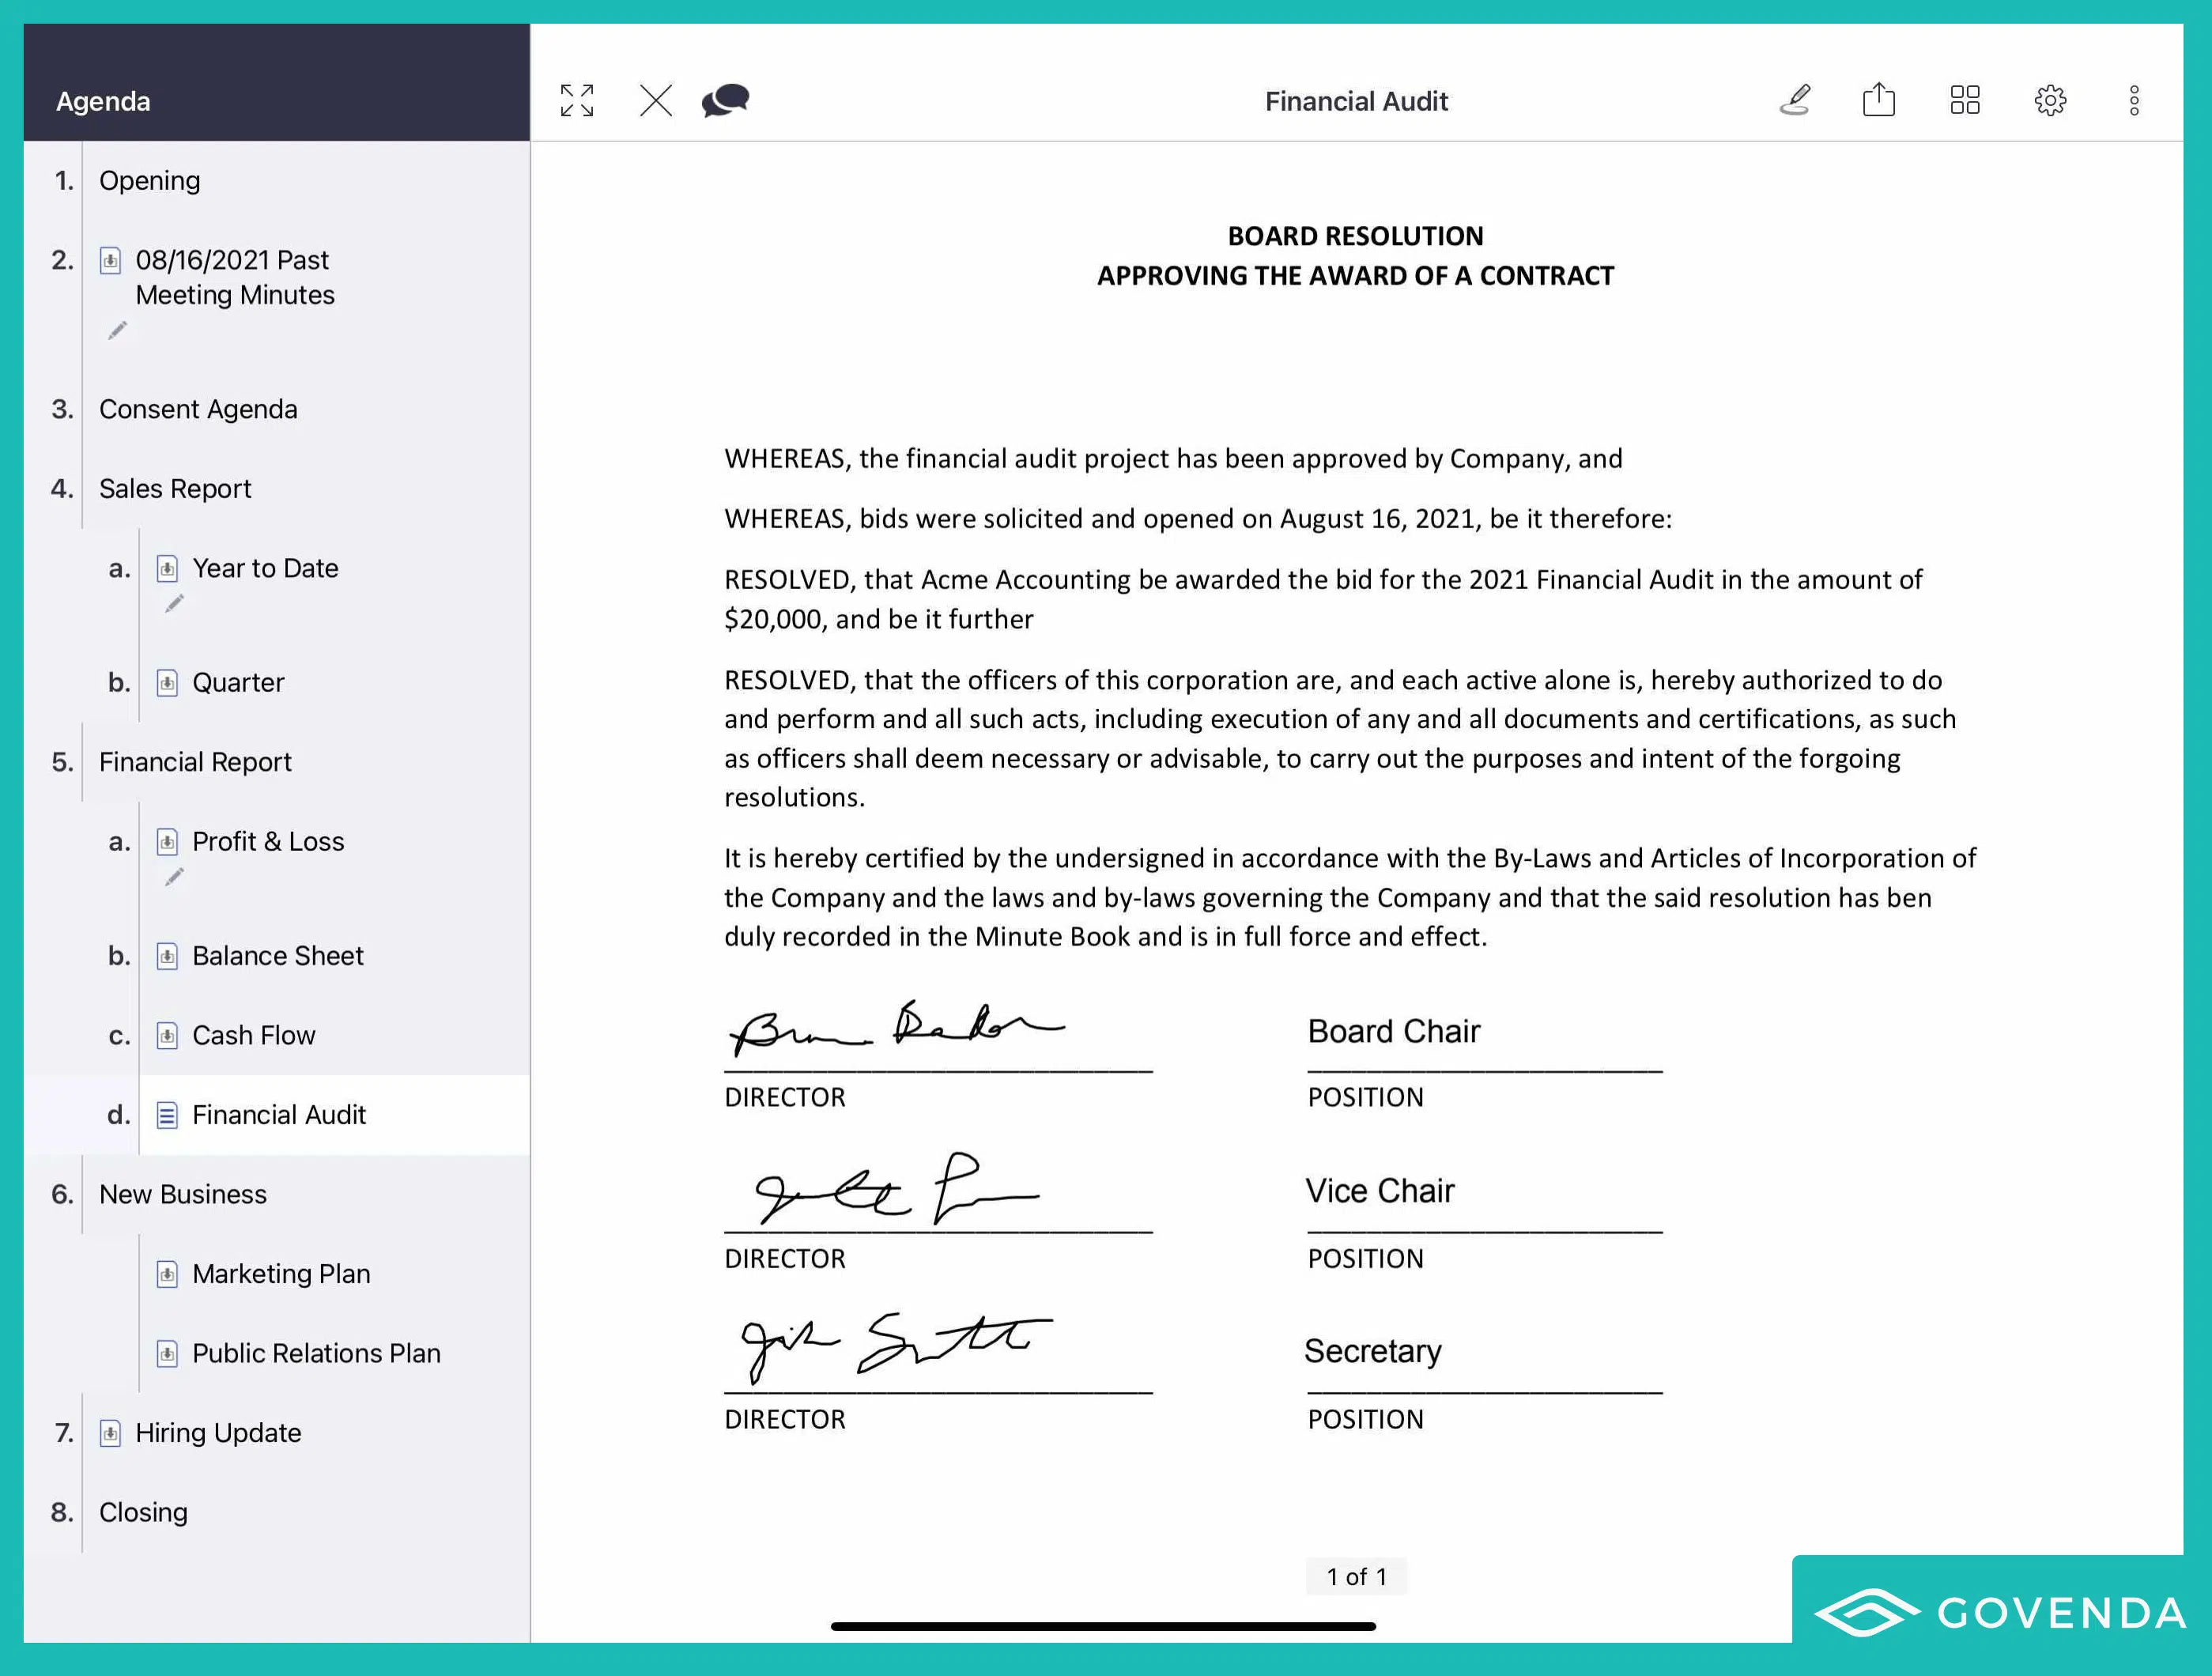 Agenda
1. Opening
2. 08/16/2021 Past
Meeting Minutes
3. Consent Agenda
4. Sales Report
a. Year to Date
b. Quarter
5. Financial Report
a. Profit & Loss
b. Balance Sheet
c. Cash Flow
d. Financial Audit
6. New Business
Marketing Plan
Public Relations Plan
7. Hiring Update
8. Closing
Financial Audit
BOARD RESOLUTION
APPROVING THE AWARD OF A CONTRACT
WHEREAS, the financial audit project has been approved by Company, and
WHEREAS, bids were solicited and opened on August 16, 2021, be it therefore:
RESOLVED, that Acme Accounting be awarded the bid for the 2021 Financial Audit in the amount of
$20,000, and be it further
RESOLVED, that the officers of this corporation are, and each active alone is, hereby authorized to do
and perform and all such acts, including execution of any and all documents and certifications, as such
as officers shall deem necessary or advisable, to carry out the purposes and intent of the forgoing
resolutions.
It is hereby certified by the undersigned in accordance with the By-Laws and Articles of Incorporation of
the Company and the laws and by-laws governing the Company and that the said resolution has ben
duly recorded in the Minute Book and is in full force and effect.
Board Chair
DIRECTOR POSITION
Vice Chair
DIRECTOR POSITION
Secretary
DIRECTOR POSITION
1 of 1
GOVENDA